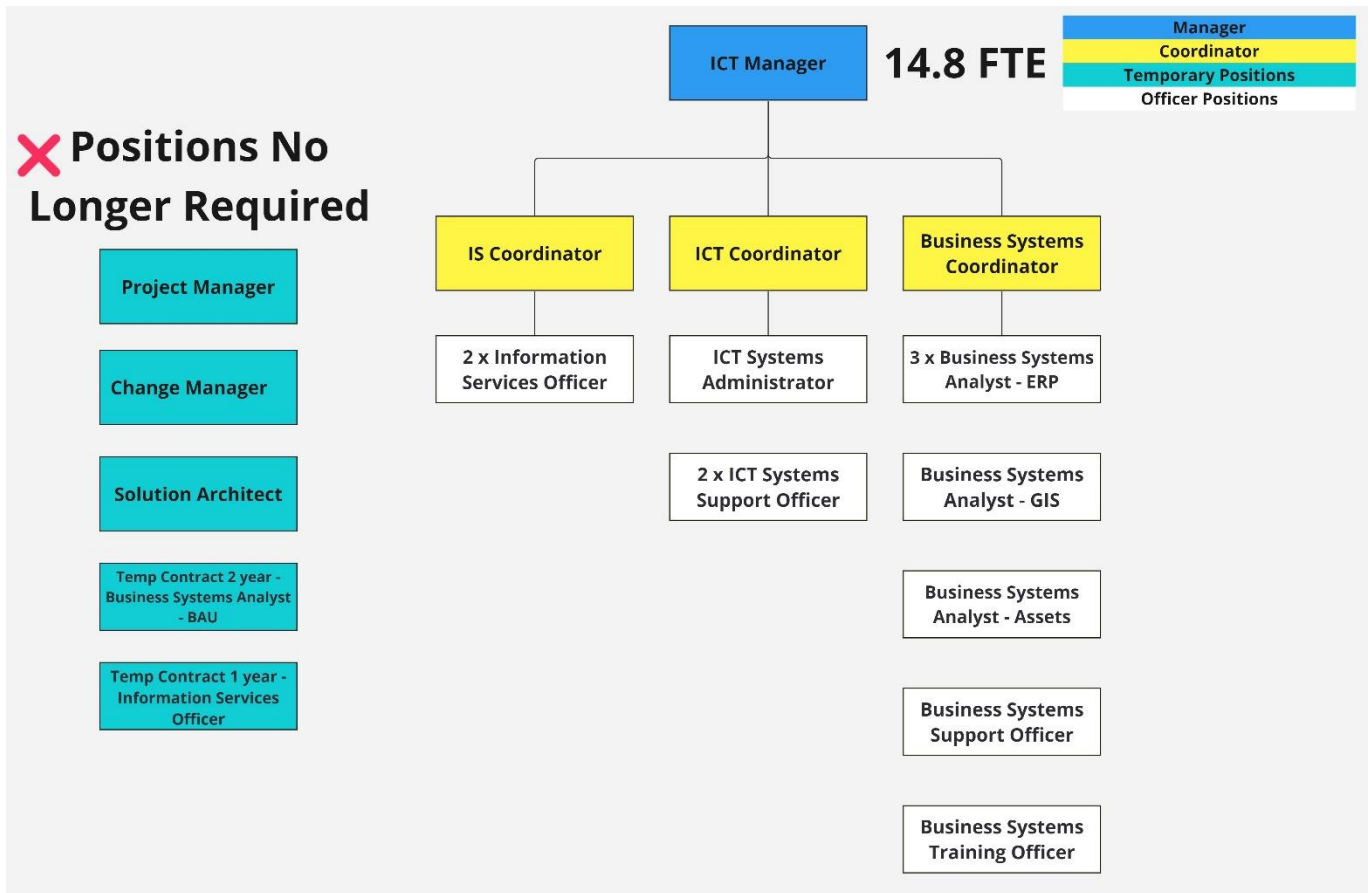 ICT Manager
14.8 FTE
Manager
Coordinator
Temporary Positions
Officer Positions
Positions No
Longer Required
Project Manager
Change Manager
Solution Architect
Temp Contract 2 year -
Business Systems Analyst
- BAU
Temp Contract 1 year -
Information Services
Officer
IS Coordinator
2 x Information
Services Officer
ICT Coordinator
ICT Systems
Administrator
2 x ICT Systems
Support Officer
Business Systems
Coordinator
3 x Business Systems
Analyst - ERP
Business Systems
Analyst - GIS
Business Systems
Analyst - Assets
Business Systems
Support Officer
Business Systems
Training Officer